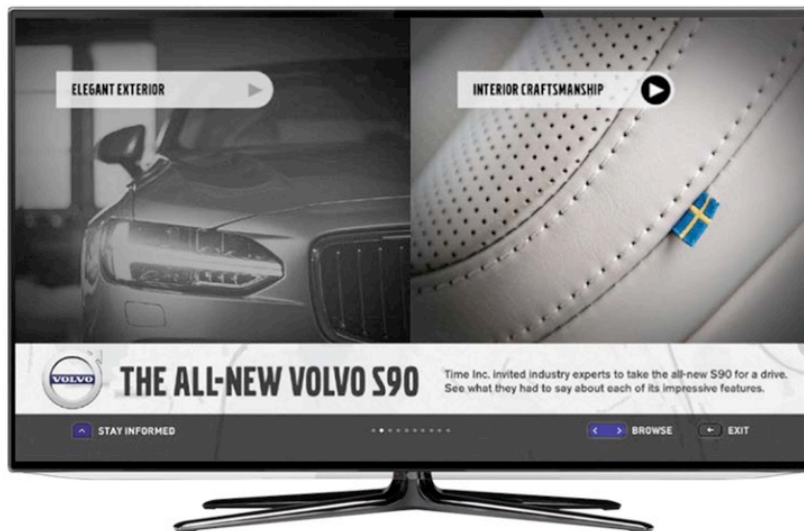 ELEGANT EXTERIOR
INTERIOR CRAFTSMANSHIP
VOLVO
THE ALL-NEW VOLVO S90
Time Inc. invited industry experts to take the all-new S90 for a drive.
See what they had to say about each of its impressive features.
STAY INFORMED
BROWSE
EXIT